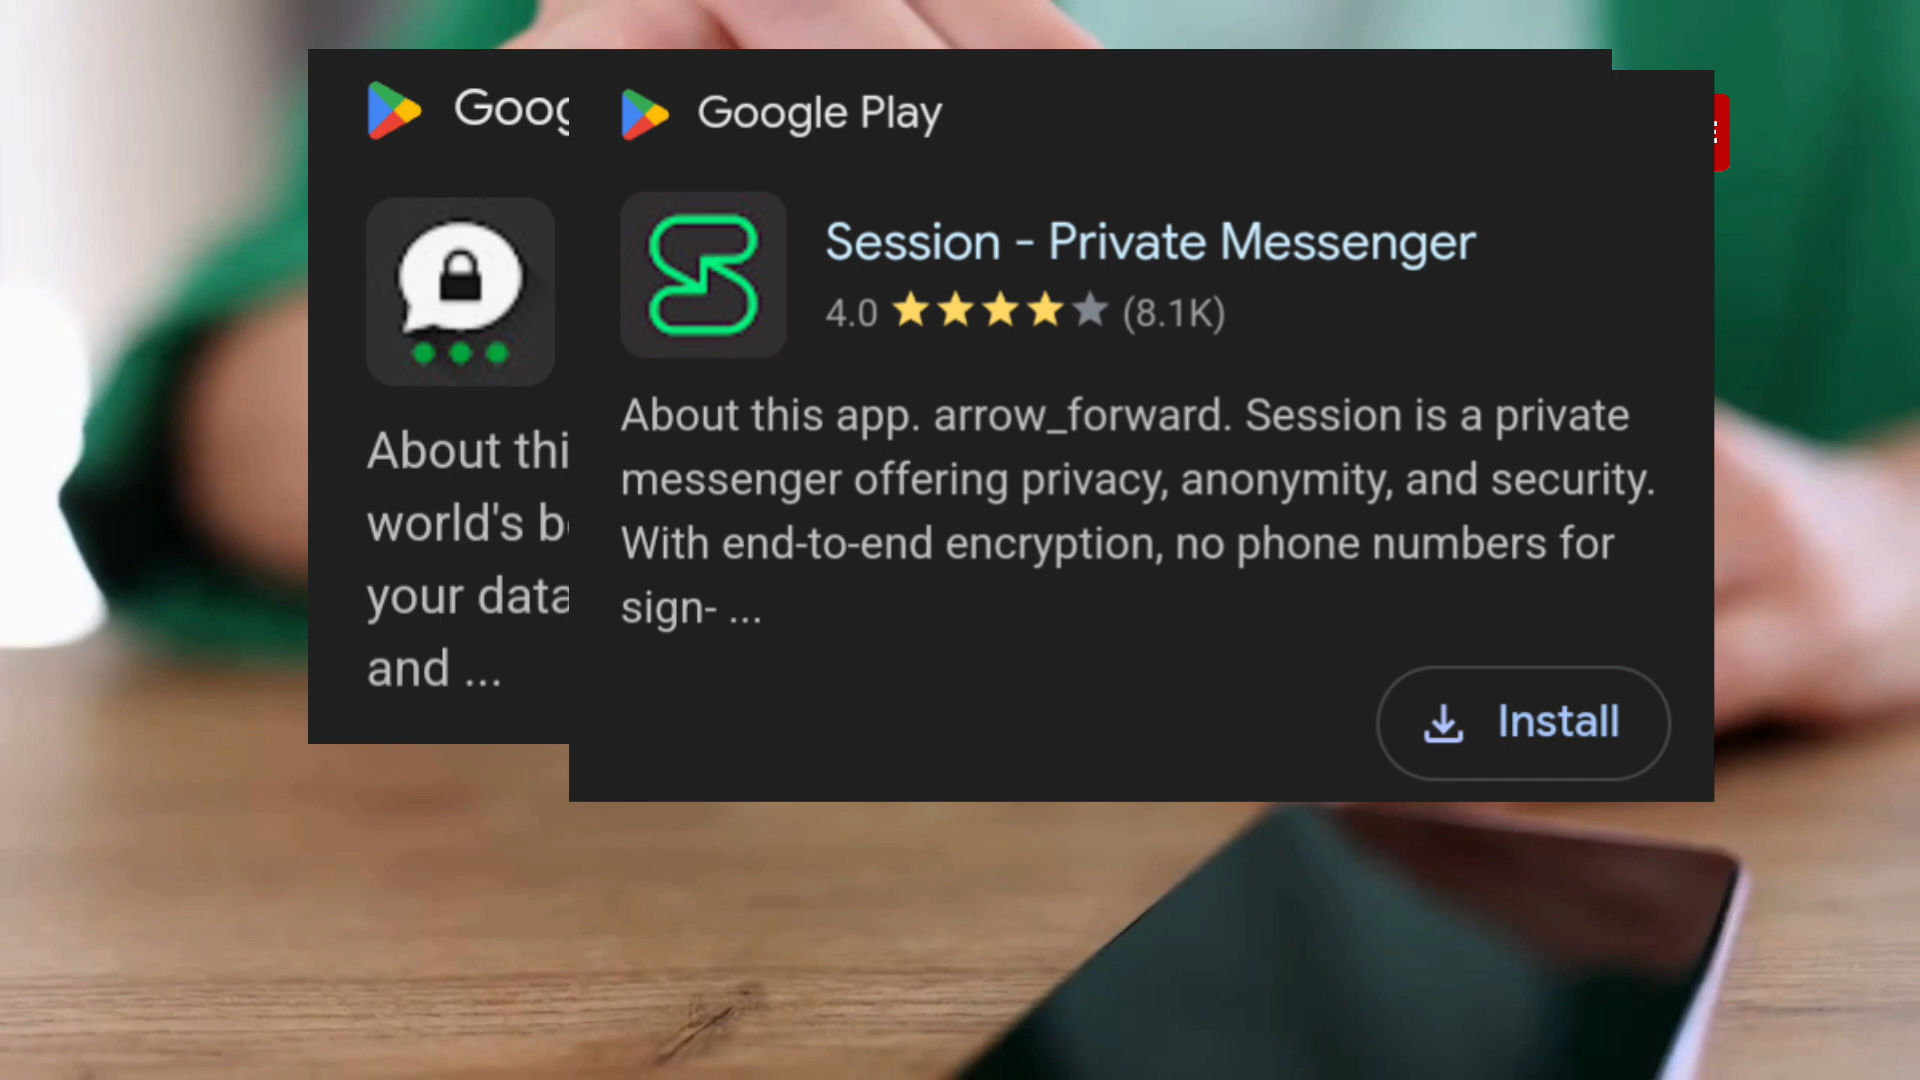 Goog
About thi
world's b
your data
and ...
Google Play
Session - Private Messenger
4.0 (8.1K)
About this app. arrow_forward. Session is a private
messenger offering privacy, anonymity, and security.
With end-to-end encryption, no phone numbers for
sign- ...
Install